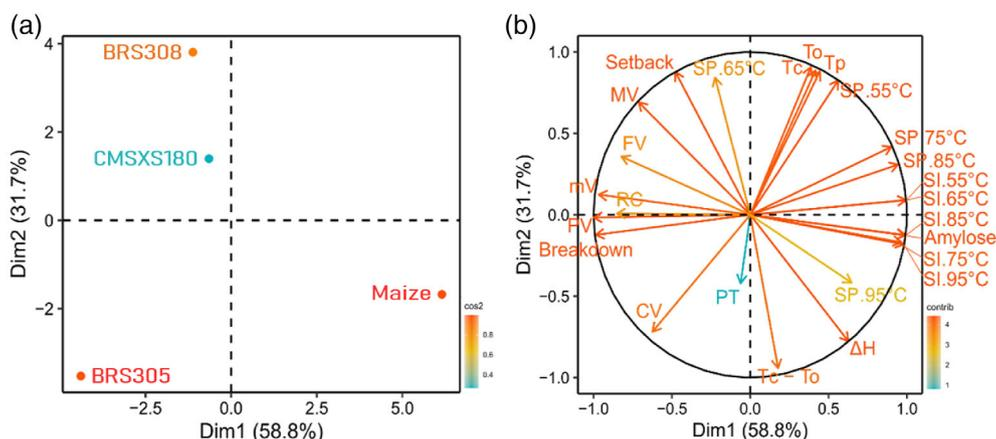 (a)
BRS308
CMSXS180
Maize
BRS305
4
2
0
−2
−2.5
0.0
2.5
5.0
Dim1 (58.8%)
Dim2 (31.7%)
cos2
0.8
0.6
0.4
(b)
To
Tc
Tp
Setback
SP.65°C
SP.55°C
MV
FV
SP.75°C
SP.85°C
SI.55°C
SI.65°C
mV
RC
SI.85°C
PV
Amylose
Breakdown
SI.75°C
SI.95°C
PT
SP.95°C
CV
ΔH
Tc − To
1.0
0.5
0.0
−0.5
−1.0
−1.0
−0.5
0.0
0.5
1.0
Dim1 (58.8%)
Dim2 (31.7%)
contrib
4
3
2
1